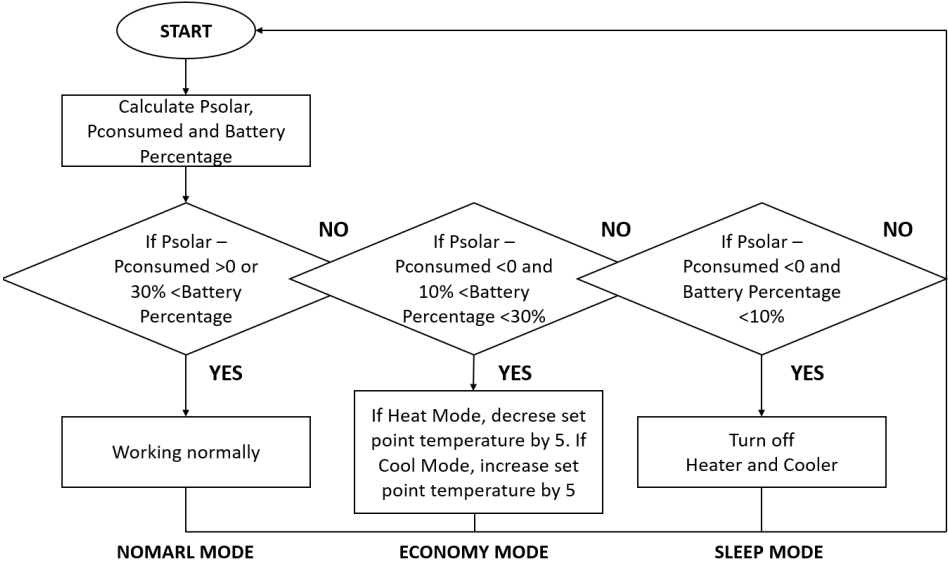 START
Calculate Psolar,
Pconsumed and Battery
Percentage
If Psolar –
Pconsumed >0 or
30% <Battery
Percentage
NO
If Psolar –
Pconsumed <0 and
10% <Battery
Percentage <30%
NO
If Psolar –
Pconsumed <0 and
Battery Percentage
<10%
NO
YES
YES
YES
Working normally
If Heat Mode, decrese set
point temperature by 5. If
Cool Mode, increase set
point temperature by 5
Turn off
Heater and Cooler
NOMARL MODE
ECONOMY MODE
SLEEP MODE